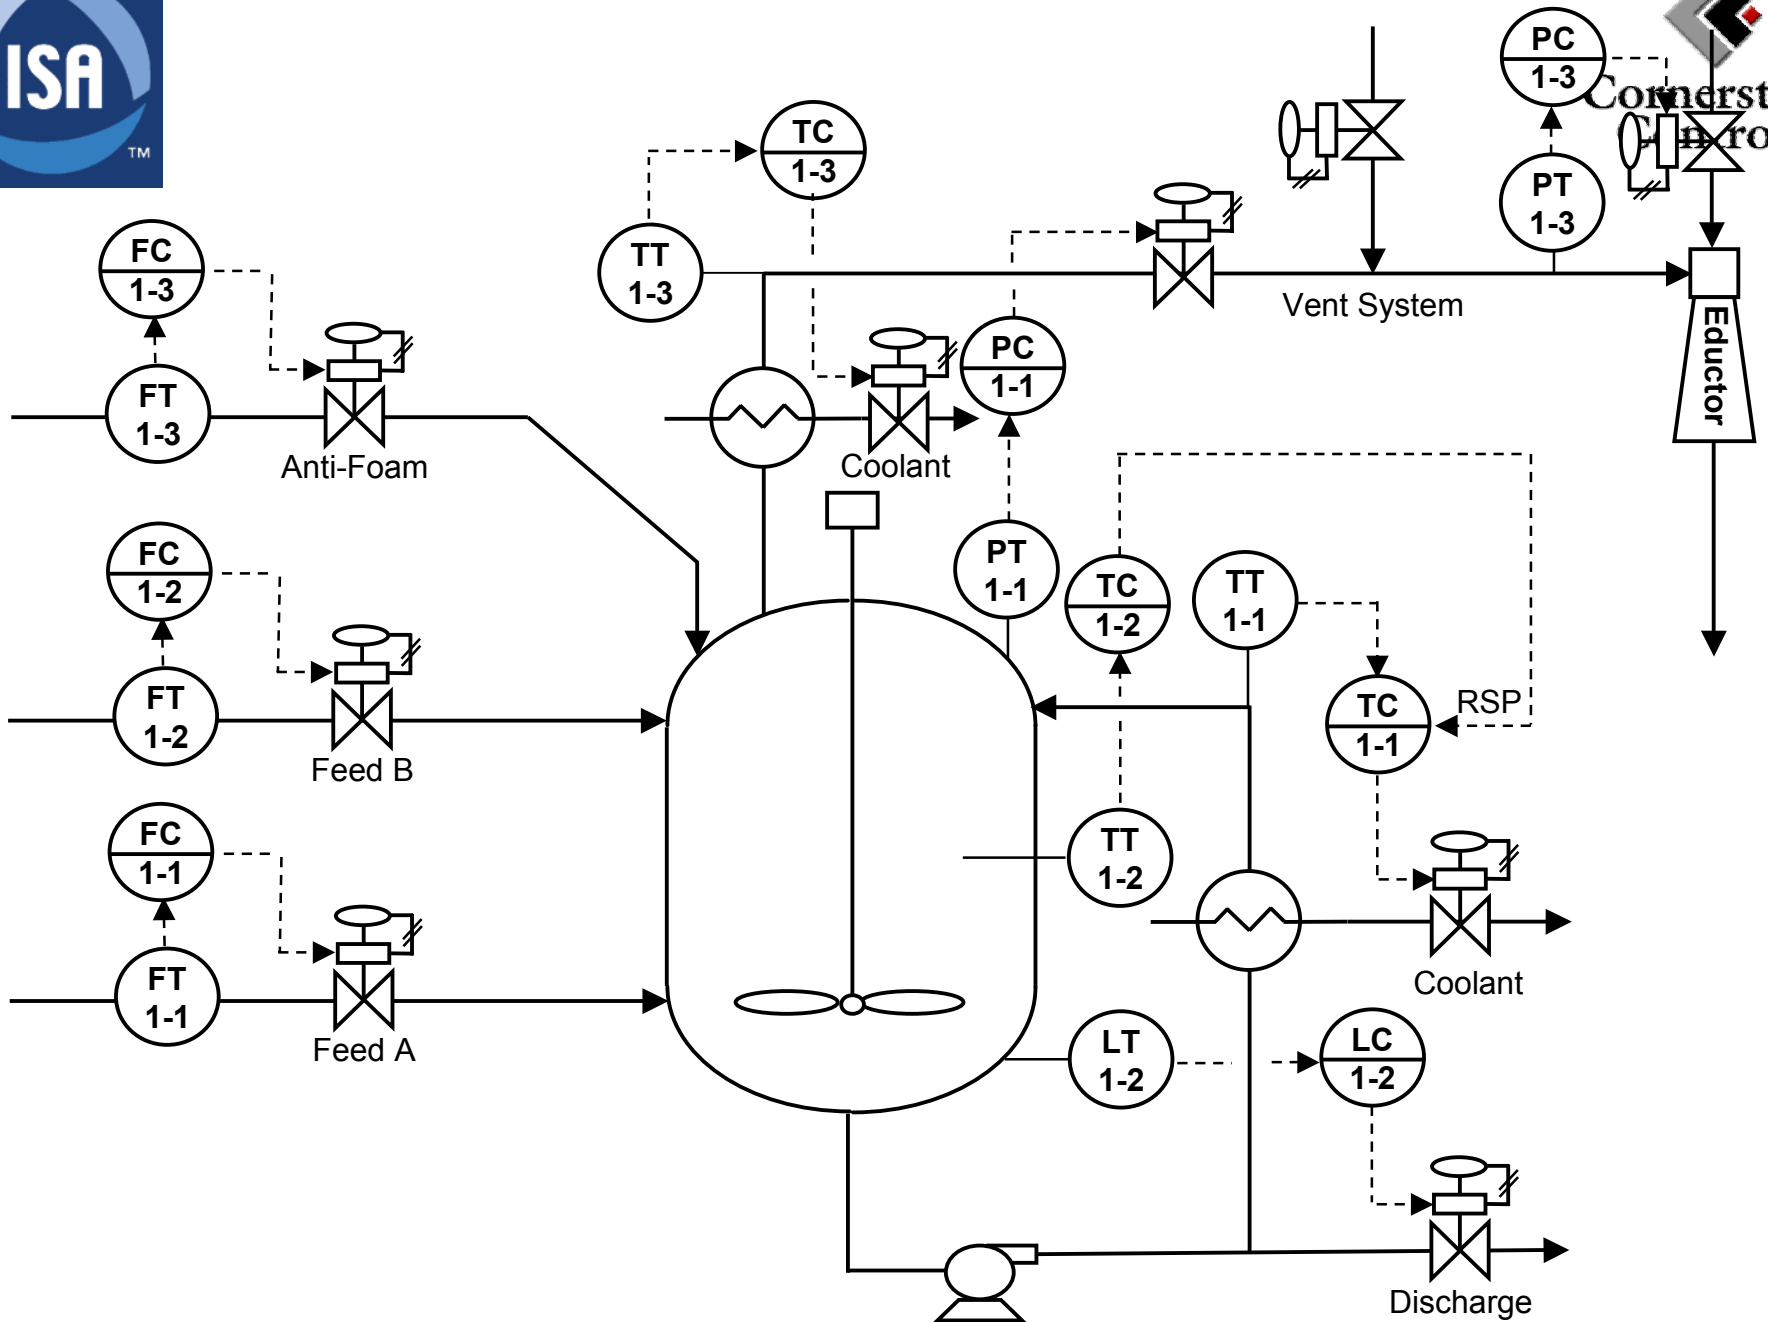 ISA
TM
PC
1-3
Cornerst
Contro
TC
1-3
PT
1-3
FC
1-3
TT
1-3
Vent System
Eductor
PC
1-1
FT
1-3
Anti-Foam
Coolant
FC
1-2
PT
1-1
TC
1-2
TT
1-1
FT
1-2
Feed B
TC
1-1
RSP
FC
1-1
TT
1-2
FT
1-1
Feed A
Coolant
LT
1-2
LC
1-2
Discharge